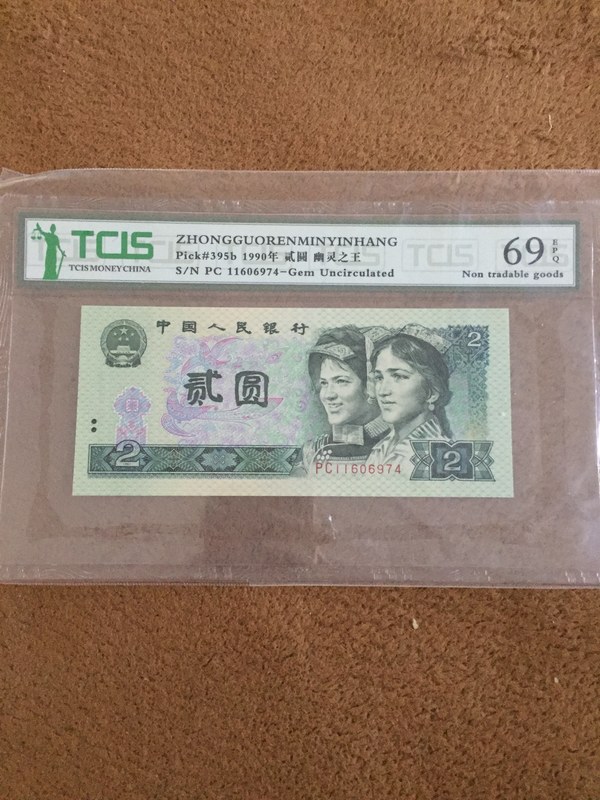 TCIS
TCIS MONEY CHINA
ZHONGGUORENMINYINHANG
Pick#395b 1990年 贰圆 幽灵之王
S/N PC 11606974-Gem Uncirculated
69 EPQ
Non tradable goods
中国人民银行
贰圆
2
2
PC11606974
2